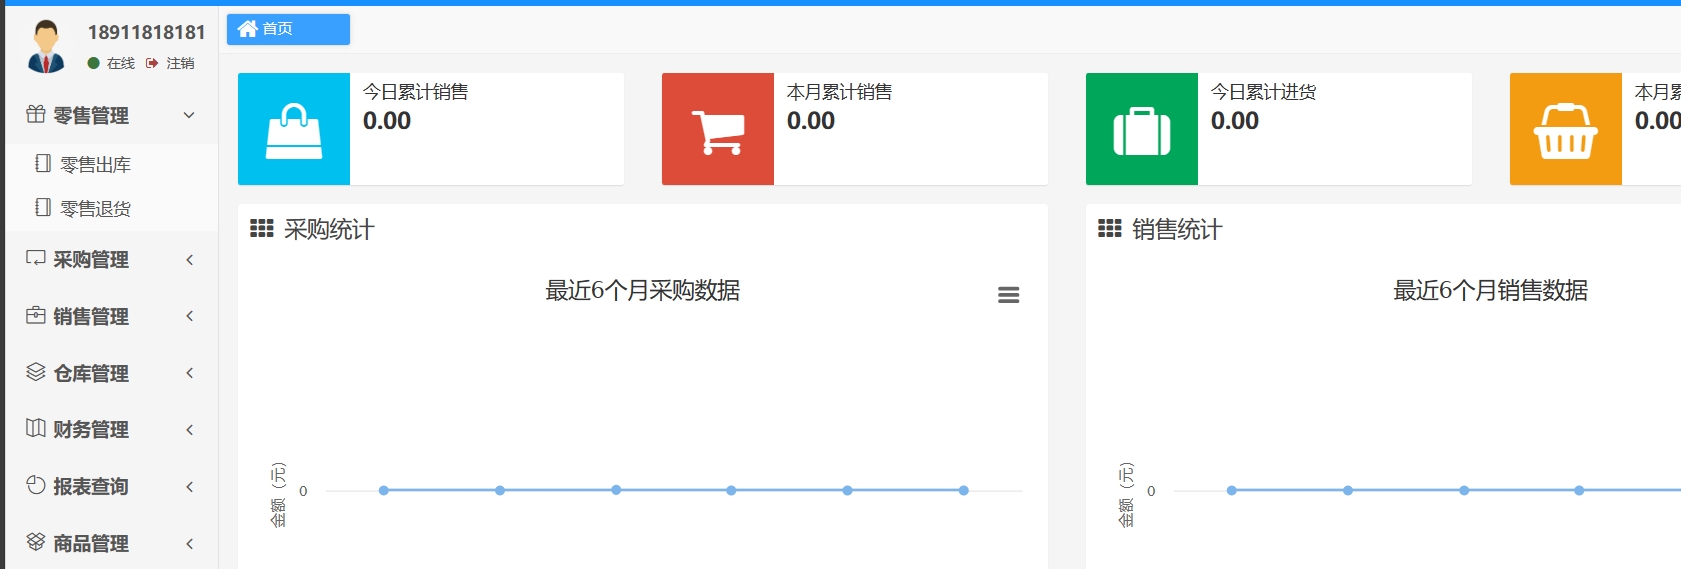 18911818181
在线 注销
零售管理
零售出库
零售退货
采购管理
销售管理
仓库管理
财务管理
报表查询
商品管理
首页
今日累计销售
0.00
本月累计销售
0.00
今日累计进货
0.00
本月累
0.00
采购统计
最近6个月采购数据
金额（元）
0
销售统计
最近6个月销售数据
金额（元）
0